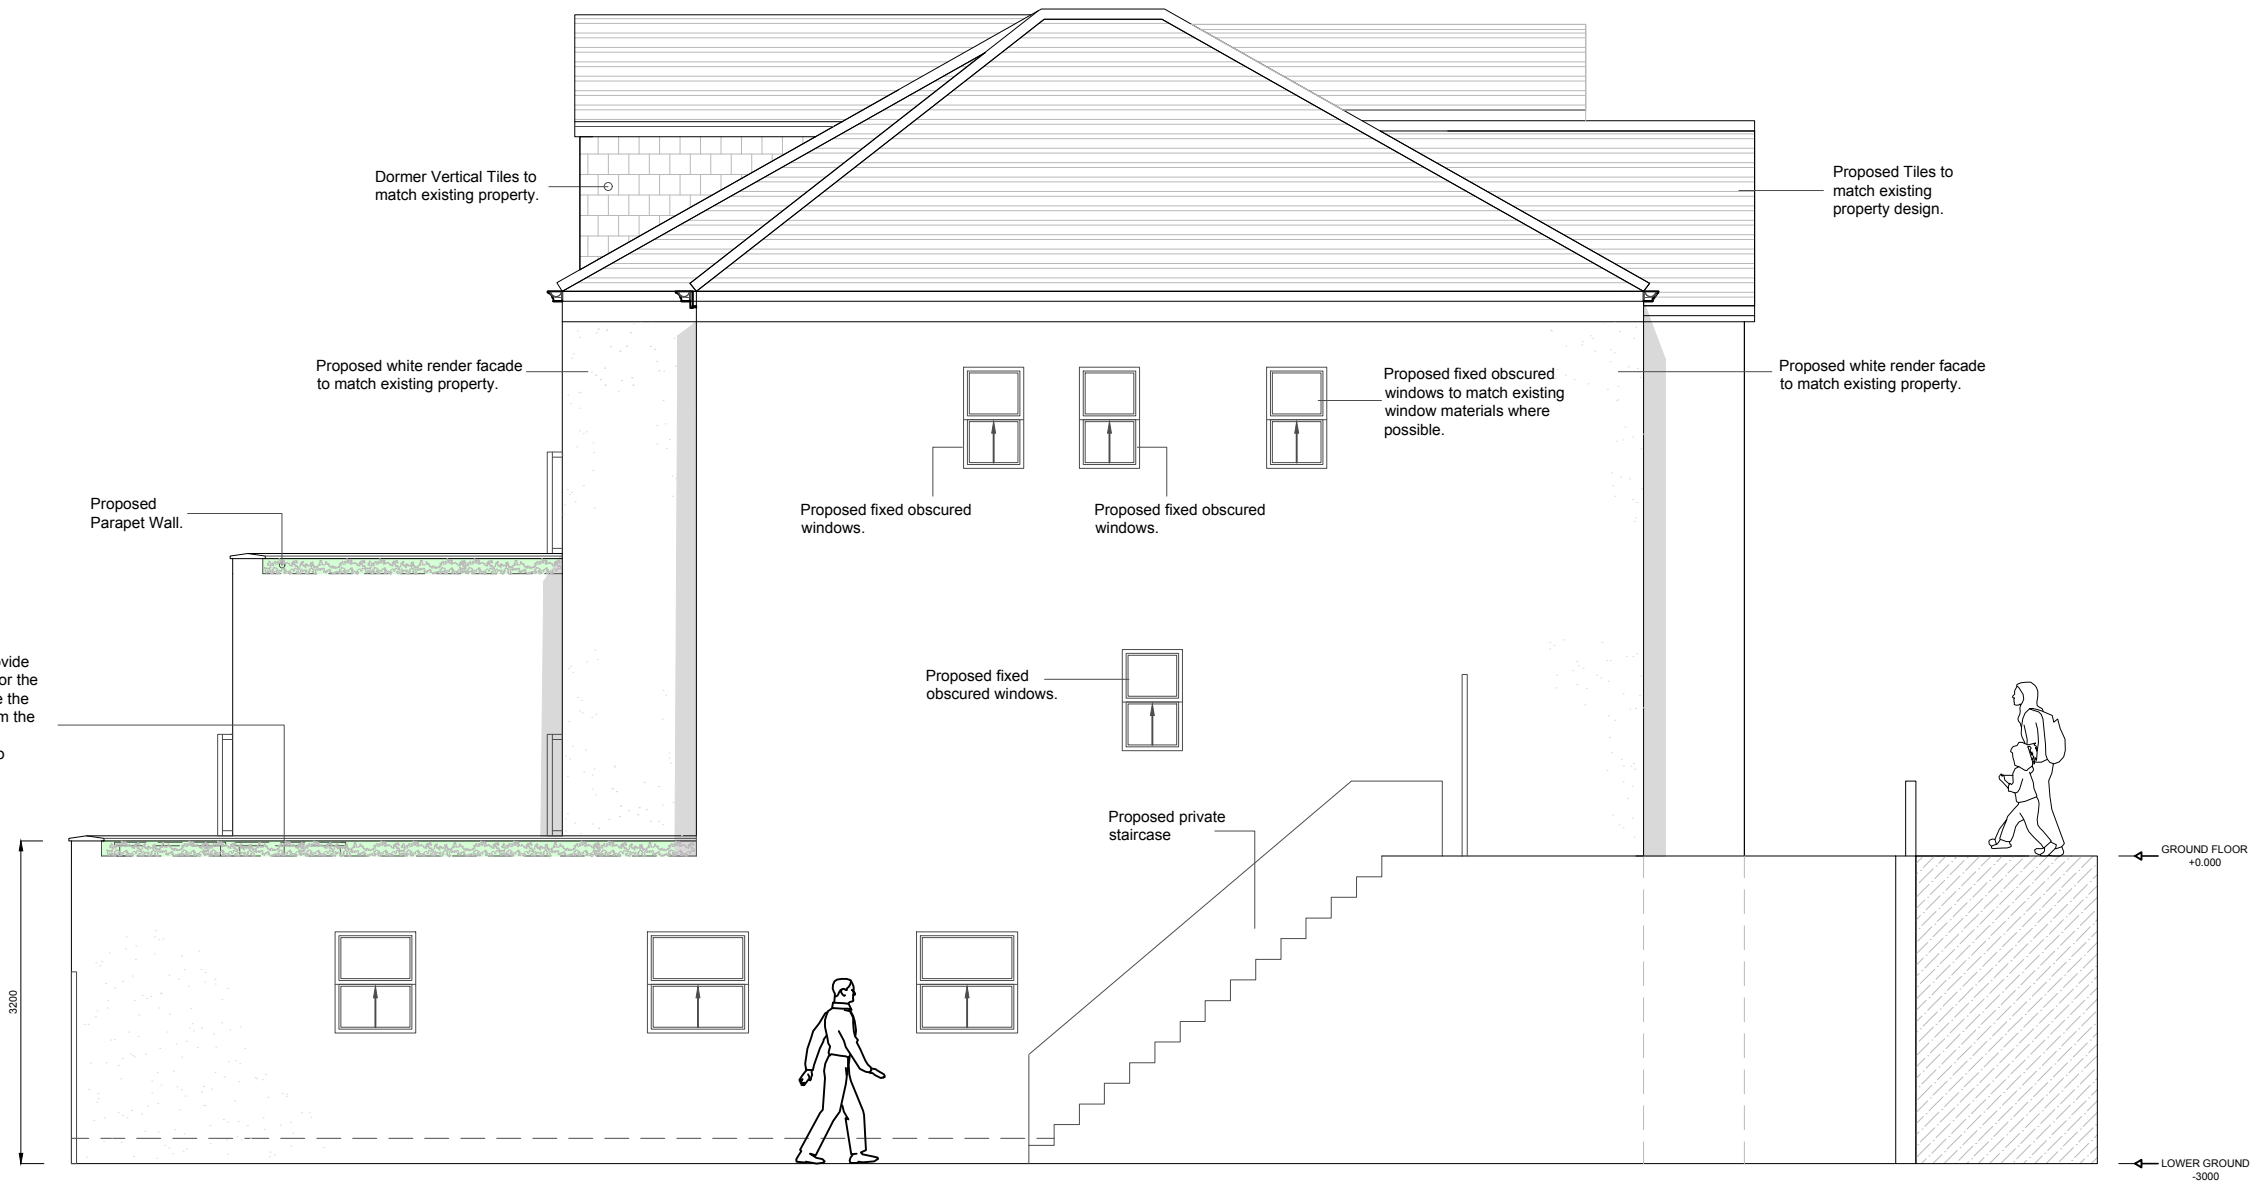 Dormer Vertical Tiles to
match existing property.
Proposed Tiles to
match existing
property design.
Proposed white render facade
to match existing property.
Proposed fixed obscured
windows to match existing
window materials where
possible.
Proposed white render facade
to match existing property.
Proposed
Parapet Wall.
Proposed fixed obscured
windows.
Proposed fixed obscured
windows.
or the
e the
m the
Proposed fixed
obscured windows.
Proposed private
staircase
GROUND FLOOR
+0.000
3200
LOWER GROUND
-3000